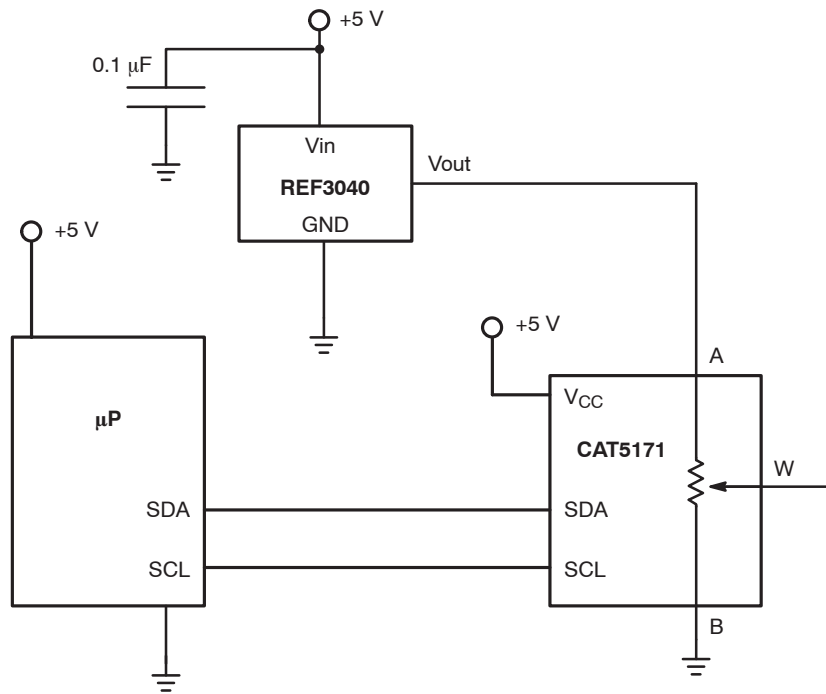 +5 V
0.1 μF
Vin
REF3040
GND
Vout
+5 V
μP
SDA
SCL
+5 V
A
VCC
CAT5171
W
SDA
SCL
B